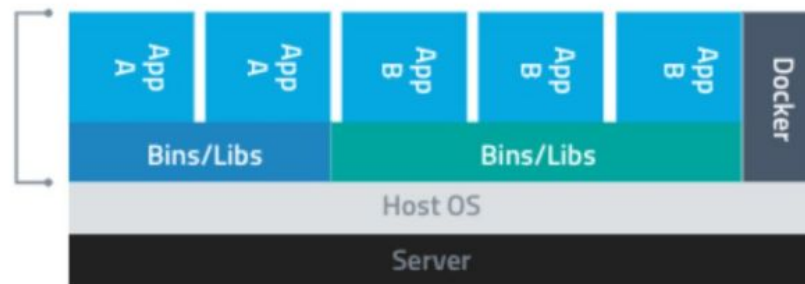 App A
App A
App B
App B
App B
Docker
Bins/Libs
Bins/Libs
Host OS
Server